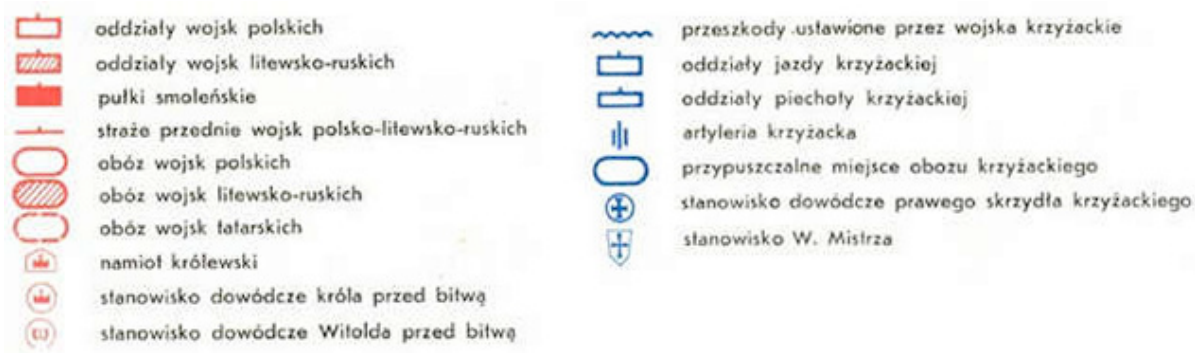 oddziały wojsk polskich
oddziały wojsk litewsko-ruskich
pułki smoleńskie
straże przednie wojsk polsko-litewsko-ruskich
obóz wojsk polskich
obóz wojsk litewsko-ruskich
obóz wojsk tatarskich
namiot królewski
stanowisko dowódcze króla przed bitwą
stanowisko dowódcze Witolda przed bitwą
przeszkody ustawione przez wojska krzyżackie
oddziały jazdy krzyżackiej
oddziały piechoty krzyżackiej
artyleria krzyżacka
przypuszczalne miejsce obozu krzyżackiego
stanowisko dowódcze prawego skrzydła krzyżackiego
stanowisko W. Mistrza